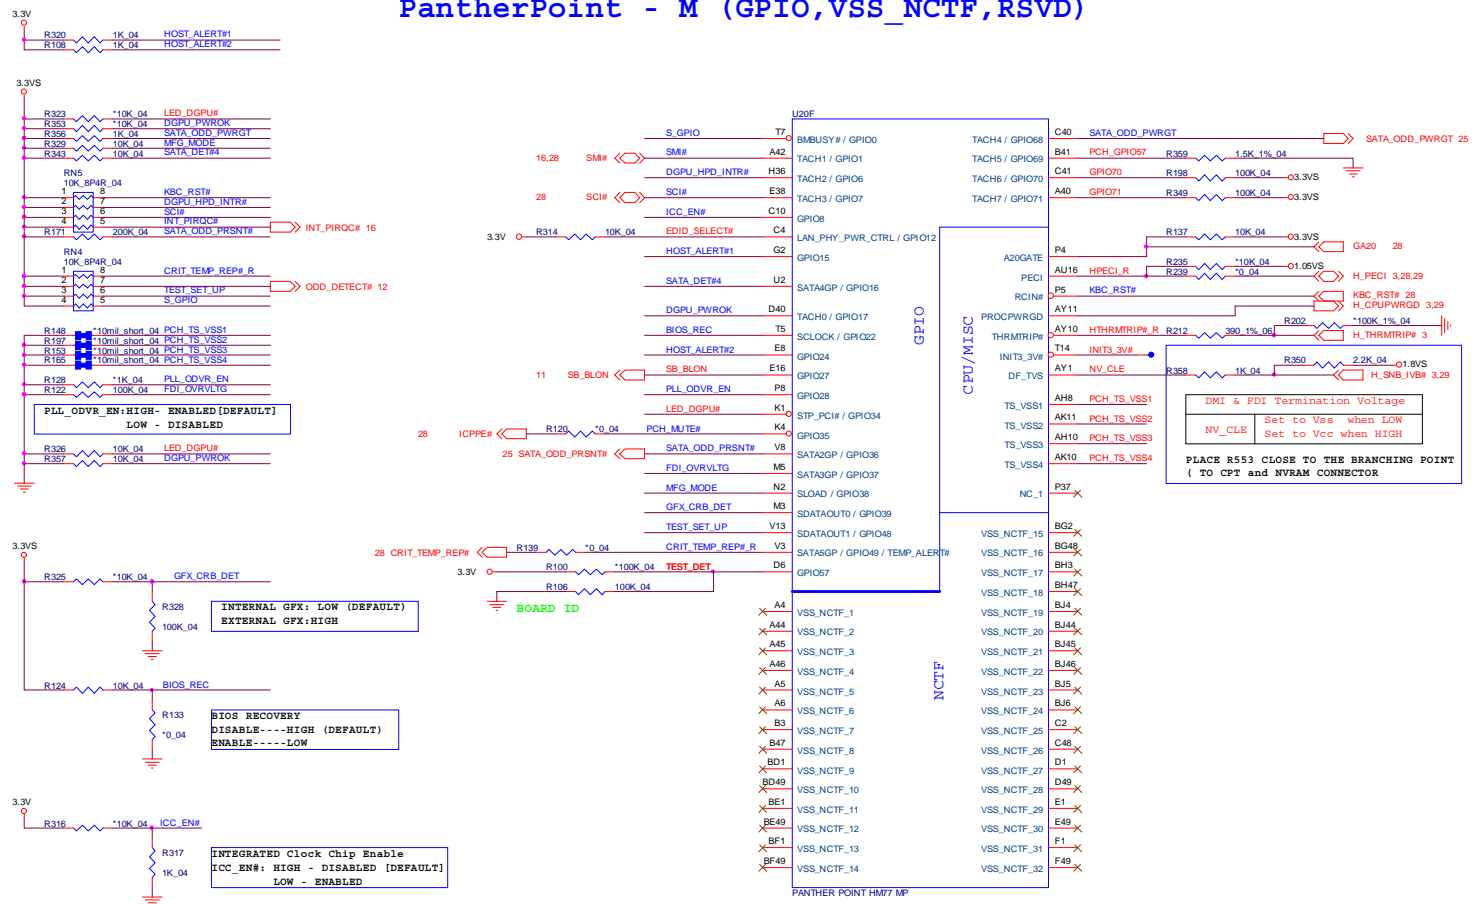 PantherPoint - M (GPIO,VSS_NCTF,RSVD)
3.3V
R320 1K_04 HOST_ALERT#1
R108 1K_04 HOST_ALERT#2
3.3VS
R323 *10K_04 LED_DGPU#
R353 *10K_04 DGPU_PWROK
R356 1K_04 SATA_ODD_PWRGT
R329 10K_04 MFG_MODE
R343 10K_04 SATA_DET#4
RN5
10K_8P4R_04
1 8 KBC_RST#
2 7 DGPU_HPD_INTR#
3 6 SCI#
4 5 INT_PIRQC# INT_PIRQC# 16
R171 200K_04 SATA_ODD_PRSNT#
RN4
10K_8P4R_04
1 8 CRIT_TEMP_REP#_R
2 7 ODD_DETECT# 12
3 6 TEST_SET_UP
4 5 S_GPIO
R148 *10mil_short_04 PCH_TS_VSS1
R197 *10mil_short_04 PCH_TS_VSS2
R153 *10mil_short_04 PCH_TS_VSS3
R165 *10mil_short_04 PCH_TS_VSS4
R128 *1K_04 PLL_ODVR_EN
R122 100K_04 FDI_OVRVLTG
PLL_ODVR_EN:HIGH- ENABLED[DEFAULT]
LOW - DISABLED
R326 10K_04 LED_DGPU#
R357 10K_04 DGPU_PWROK
3.3VS
R325 *10K_04 GFX_CRB_DET
R328
100K_04
INTERNAL GFX: LOW (DEFAULT)
EXTERNAL GFX:HIGH
R124 10K_04 BIOS_REC
R133
*0_04
BIOS RECOVERY
DISABLE----HIGH (DEFAULT)
ENABLE-----LOW
3.3V
R316 *10K_04 ICC_EN#
R317
1K_04
INTEGRATED Clock Chip Enable
ICC_EN#: HIGH - DISABLED [DEFAULT]
LOW - ENABLED
U20F
S_GPIO T7 BMBUSY# / GPIO0
16,28 SMI# SMI# A42 TACH1 / GPIO1
DGPU_HPD_INTR# H36 TACH2 / GPIO6
28 SCI# SCI# E38 TACH3 / GPIO7
ICC_EN# C10 GPIO8
3.3V R314 10K_04 EDID_SELECT# C4 LAN_PHY_PWR_CTRL / GPIO12
HOST_ALERT#1 G2 GPIO15
SATA_DET#4 U2 SATA4GP / GPIO16
DGPU_PWROK D40 TACH0 / GPIO17
BIOS_REC T5 SCLOCK / GPIO22
HOST_ALERT#2 E8 GPIO24
11 SB_BLON SB_BLON E16 GPIO27
PLL_ODVR_EN P8 GPIO28
LED_DGPU# K1 STP_PCI# / GPIO34
28 ICPPE# R120 *0_04 PCH_MUTE# K4 GPIO35
25 SATA_ODD_PRSNT# SATA_ODD_PRSNT# V8 SATA2GP / GPIO36
FDI_OVRVLTG M5 SATA3GP / GPIO37
MFG_MODE N2 SLOAD / GPIO38
GFX_CRB_DET M3 SDATAOUT0 / GPIO39
TEST_SET_UP V13 SDATAOUT1 / GPIO48
28 CRIT_TEMP_REP# R139 *0_04 CRIT_TEMP_REP#_R V3 SATA5GP / GPIO49 / TEMP_ALERT#
3.3V R100 *100K_04 TEST_DET D6 GPIO57
R106 100K_04
BOARD ID
A4 VSS_NCTF_1
A44 VSS_NCTF_2
A45 VSS_NCTF_3
A46 VSS_NCTF_4
A5 VSS_NCTF_5
A6 VSS_NCTF_6
B3 VSS_NCTF_7
B47 VSS_NCTF_8
BD1 VSS_NCTF_9
BD49 VSS_NCTF_10
BE1 VSS_NCTF_11
BE49 VSS_NCTF_12
BF1 VSS_NCTF_13
BF49 VSS_NCTF_14
PANTHER POINT HM77 MP
GPIO
CPU/MISC
NCTF
TACH4 / GPIO68 C40 SATA_ODD_PWRGT SATA_ODD_PWRGT 25
TACH5 / GPIO69 B41 PCH_GPIO57 R359 1.5K_1%_04
TACH6 / GPIO70 C41 GPIO70 R198 100K_04 3.3VS
TACH7 / GPIO71 A40 GPIO71 R349 100K_04 3.3VS
R137 10K_04 3.3VS
A20GATE P4 GA20 28
R235 *10K_04 1.05VS
PECI AU16 HPECI_R R239 *0_04 H_PECI 3,28,29
RCIN# P5 KBC_RST# KBC_RST# 28
PROCPWRGD AY11 H_CPUPWRGD 3,29
R202 *100K_1%_04
THRMTRIP# AY10 HTHRMTRIP#_R R212 390_1%_06 H_THRMTRIP# 3
INIT3_3V# T14 INIT3_3V#
R350 2.2K_04 1.8VS
DF_TVS AY1 NV_CLE R358 1K_04 H_SNB_IVB# 3,29
TS_VSS1 AH8 PCH_TS_VSS1
TS_VSS2 AK11 PCH_TS_VSS2
TS_VSS3 AH10 PCH_TS_VSS3
TS_VSS4 AK10 PCH_TS_VSS4
DMI & FDI Termination Voltage
NV_CLE
Set to Vss when LOW
Set to Vcc when HIGH
PLACE R553 CLOSE TO THE BRANCHING POINT
( TO CPT and NVRAM CONNECTOR
NC_1 P37
VSS_NCTF_15 BG2
VSS_NCTF_16 BG48
VSS_NCTF_17 BH3
VSS_NCTF_18 BH47
VSS_NCTF_19 BJ4
VSS_NCTF_20 BJ44
VSS_NCTF_21 BJ45
VSS_NCTF_22 BJ46
VSS_NCTF_23 BJ5
VSS_NCTF_24 BJ6
VSS_NCTF_25 C2
VSS_NCTF_26 C48
VSS_NCTF_27 D1
VSS_NCTF_28 D49
VSS_NCTF_29 E1
VSS_NCTF_30 E49
VSS_NCTF_31 F1
VSS_NCTF_32 F49